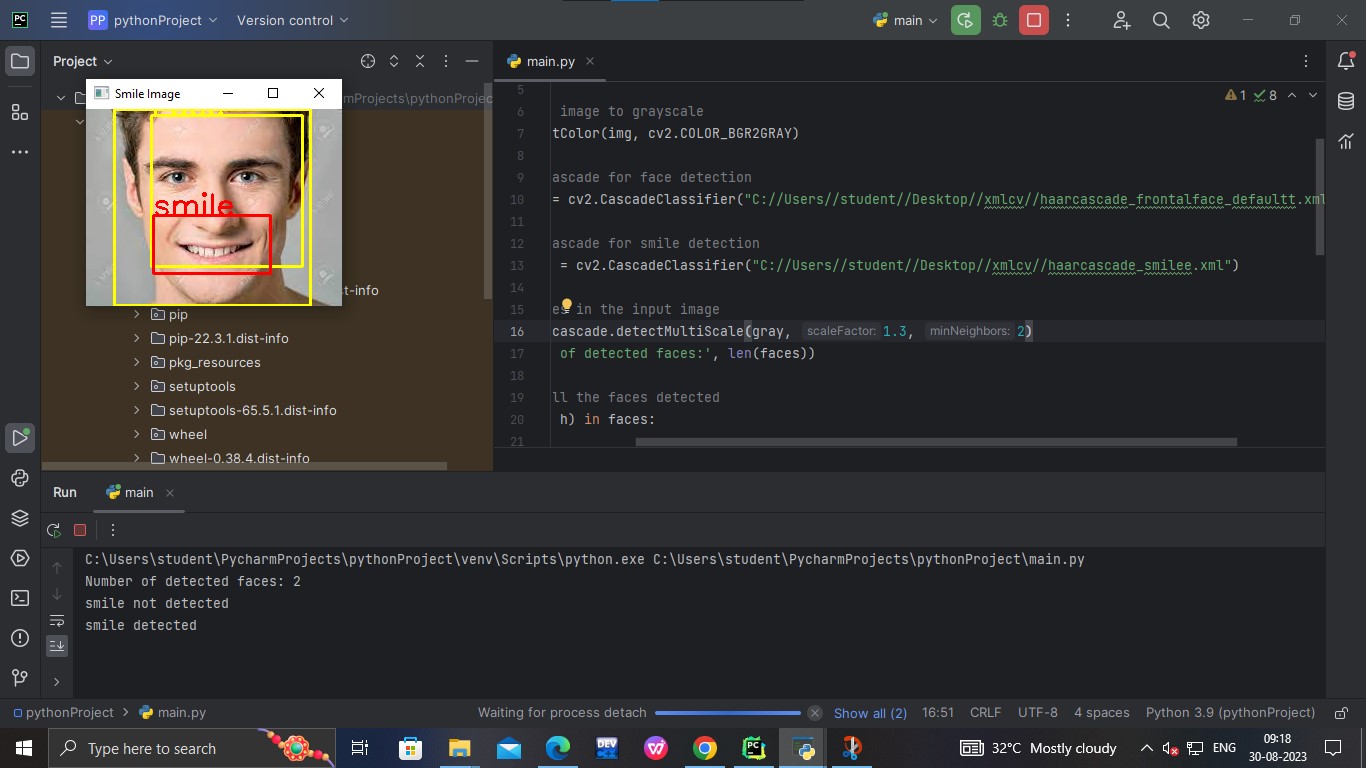 PC
PP pythonProject
Version control
main
Project
main.py
Smile Image
mProjects\pythonProjec
smile
t-info
pip
pip-22.3.1.dist-info
pkg_resources
setuptools
setuptools-65.5.1.dist-info
wheel
wheel-0.38.4.dist-info
1 8
5
6 image to grayscale
7 tColor(img, cv2.COLOR_BGR2GRAY)
8
9 ascade for face detection
10 = cv2.CascadeClassifier("C://Users//student//Desktop//xmlcv//haarcascade_frontalface_defaultt.xml
11
12 ascade for smile detection
13 = cv2.CascadeClassifier("C://Users//student//Desktop//xmlcv//haarcascade_smilee.xml")
14
15 es in the input image
16 cascade.detectMultiScale(gray, scaleFactor: 1.3, minNeighbors: 2)
17 of detected faces:', len(faces))
18
19 ll the faces detected
20 h) in faces:
21
Run main
C:\Users\student\PycharmProjects\pythonProject\venv\Scripts\python.exe C:\Users\student\PycharmProjects\pythonProject\main.py
Number of detected faces: 2
smile not detected
smile detected
pythonProject > main.py
Waiting for process detach
Show all (2)
16:51 CRLF UTF-8 4 spaces Python 3.9 (pythonProject)
Type here to search
DEV
PC
32°C Mostly cloudy
ENG
09:18
30-08-2023